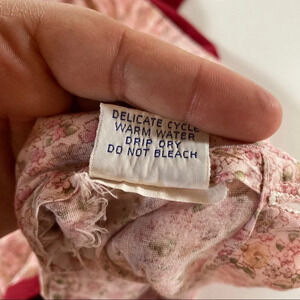 DELICATE CYCLE
WARM WATER
DRIP DRY
DO NOT BLEACH